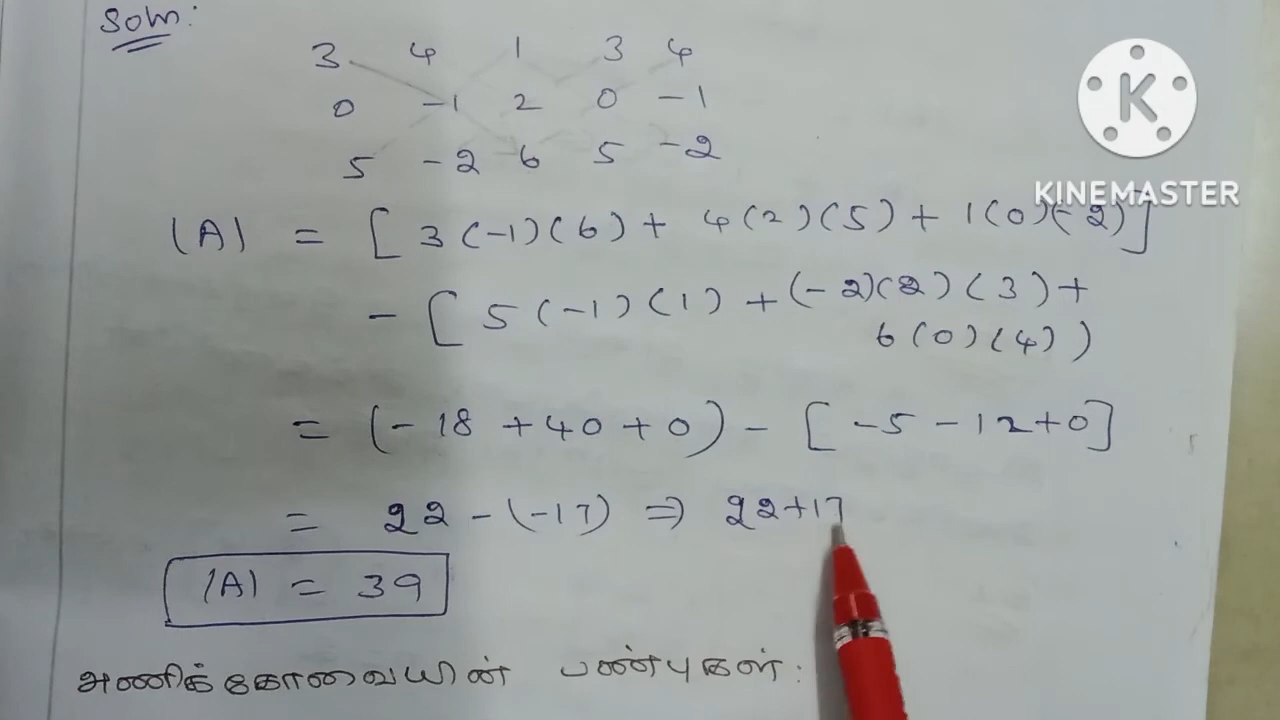 Soln:
3 4 1 3 4
0 -1 2 0 -1
5 -2 6 5 -2
K
KINEMASTER
|A| = [ 3(-1)(6) + 4(2)(5) + 1(0)(-2) ]
- [ 5(-1)(1) + (-2)(2)(3) +
6(0)(4) )
= (-18 + 40 + 0) - [ -5 - 12 + 0 ]
= 22 - (-17) ⇒ 22+17
|A| = 39
அணிக்கோவையின் பண்புகள் :